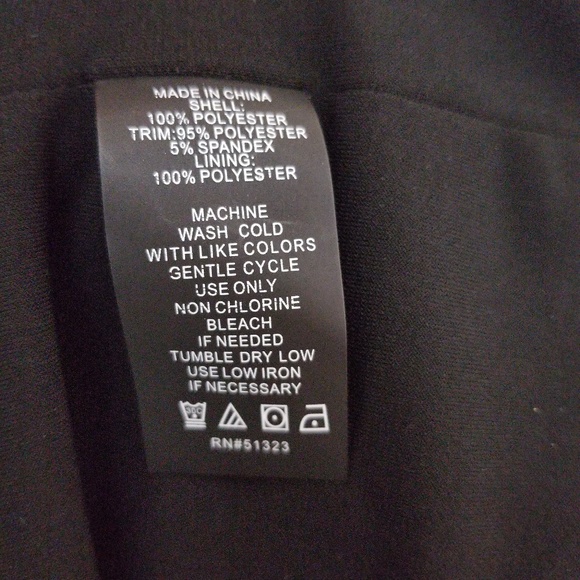 MADE IN CHINA
SHELL:
100% POLYESTER
TRIM:95% POLYESTER
5% SPANDEX
LINING:
100% POLYESTER
MACHINE
WASH COLD
WITH LIKE COLORS
GENTLE CYCLE
USE ONLY
NON CHLORINE
BLEACH
IF NEEDED
TUMBLE DRY LOW
USE LOW IRON
IF NECESSARY
RN#51323